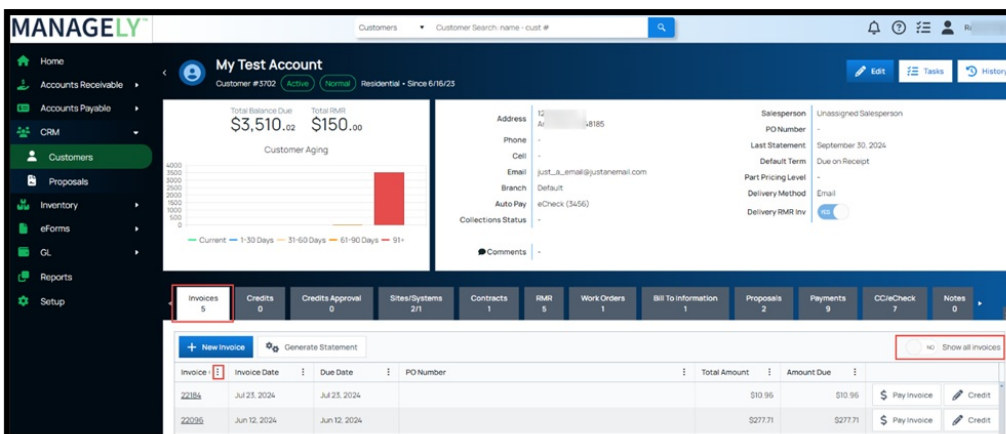 MANAGELY
Customers Customer Search: name - cust #
Home
Accounts Receivable
Accounts Payable
CRM
Customers
Proposals
Inventory
eForms
GL
Reports
Setup
My Test Account
Customer #3702 Active Normal Residential • Since 6/16/23
Edit Tasks History
Total Balance Due Total RMR
$3,510.02 $150.00
Customer Aging
4000
3500
3000
2500
2000
1500
1000
500
0
Current 1-30 Days 31-60 Days 61-90 Days 91+
Address
Phone -
Cell -
Email just_a_email@justanemail.com
Branch Default
Auto Pay eCheck (3456)
Collections Status -
Comments -
Salesperson Unassigned Salesperson
PO Number -
Last Statement September 30, 2024
Default Term Due on Receipt
Part Pricing Level -
Delivery Method Email
Delivery RMR Inv YES
Invoices Credits Credits Approval Sites/Systems Contracts RMR Work Orders Bill To Information Proposals Payments CC/eCheck Notes
5 0 0 2/1 1 5 1 1 2 9 7 0
+ New Invoice Generate Statement NO Show all invoices
Invoice Invoice Date Due Date PO Number Total Amount Amount Due
22184 Jul 23, 2024 Jul 23, 2024 $10.96 $10.96 $ Pay Invoice Credit
22096 Jun 12, 2024 Jun 12, 2024 $277.71 $277.71 $ Pay Invoice Credit